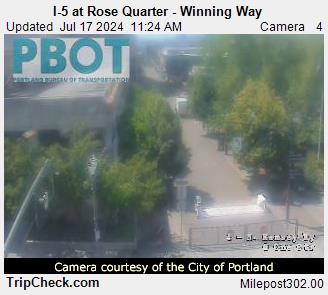 I-5 at Rose Quarter - Winning Way
Updated Jul 17 2024 11:24 AM Camera 4
PBOT
PORTLAND BUREAU OF TRANSPORTATION
Camera courtesy of the City of Portland
TripCheck.com Milepost302.00